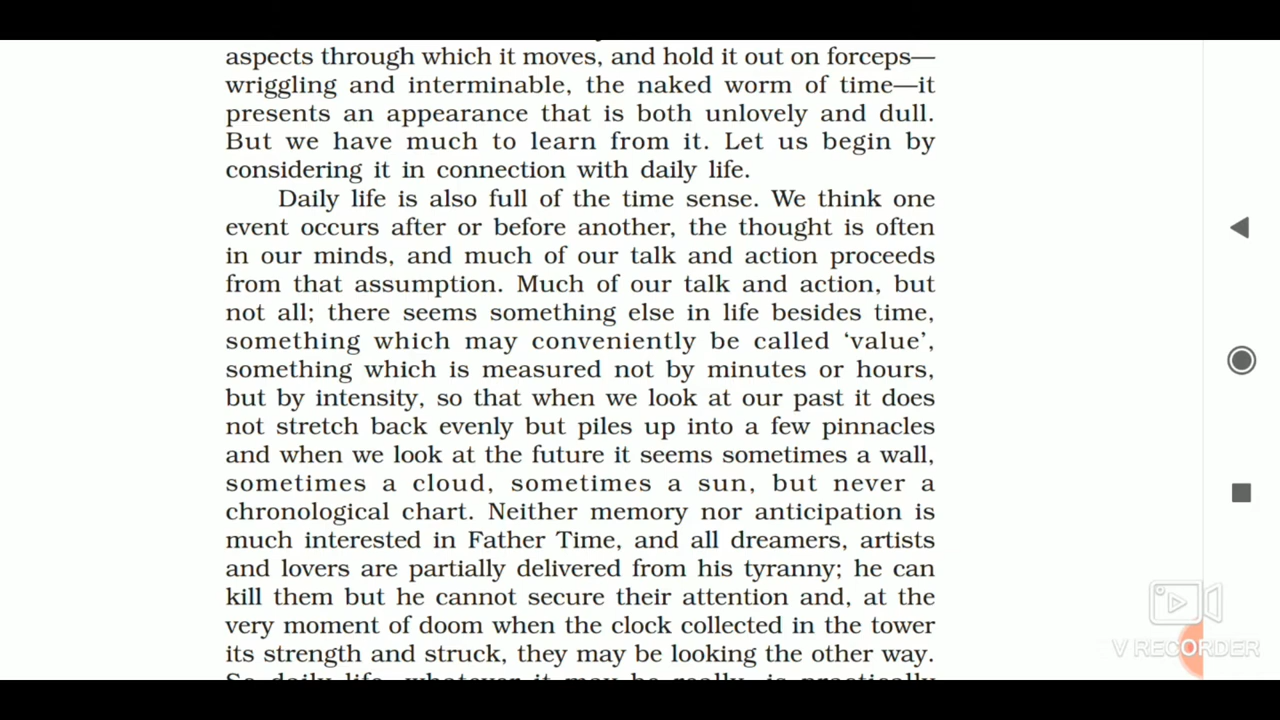 aspects through which it moves, and hold it out on forceps—
wriggling and interminable, the naked worm of time—it
presents an appearance that is both unlovely and dull.
But we have much to learn from it. Let us begin by
considering it in connection with daily life.
Daily life is also full of the time sense. We think one
event occurs after or before another, the thought is often
in our minds, and much of our talk and action proceeds
from that assumption. Much of our talk and action, but
not all; there seems something else in life besides time,
something which may conveniently be called ‘value’,
something which is measured not by minutes or hours,
but by intensity, so that when we look at our past it does
not stretch back evenly but piles up into a few pinnacles
and when we look at the future it seems sometimes a wall,
sometimes a cloud, sometimes a sun, but never a
chronological chart. Neither memory nor anticipation is
much interested in Father Time, and all dreamers, artists
and lovers are partially delivered from his tyranny; he can
kill them but he cannot secure their attention and, at the
very moment of doom when the clock collected in the tower
its strength and struck, they may be looking the other way.
So daily life, whatever it may be really, is practically
V RECORDER